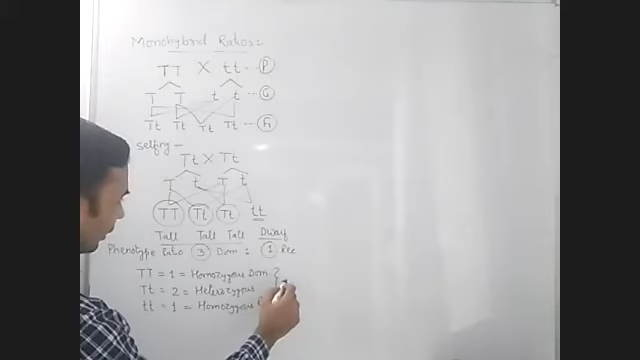 Monohybrid Ratios:-
TT X tt -- P
T T t t -- G
Tt Tt Tt Tt -- F1
selfing -
Tt X Tt
T t T t
TT Tt Tt tt
Tall Tall Tall Dwarf
Phenotype Ratio 3 Dom : 1 Rec
TT = 1 = Homozygous Dom
Tt = 2 = Heterozygous
tt = 1 = Homozygous